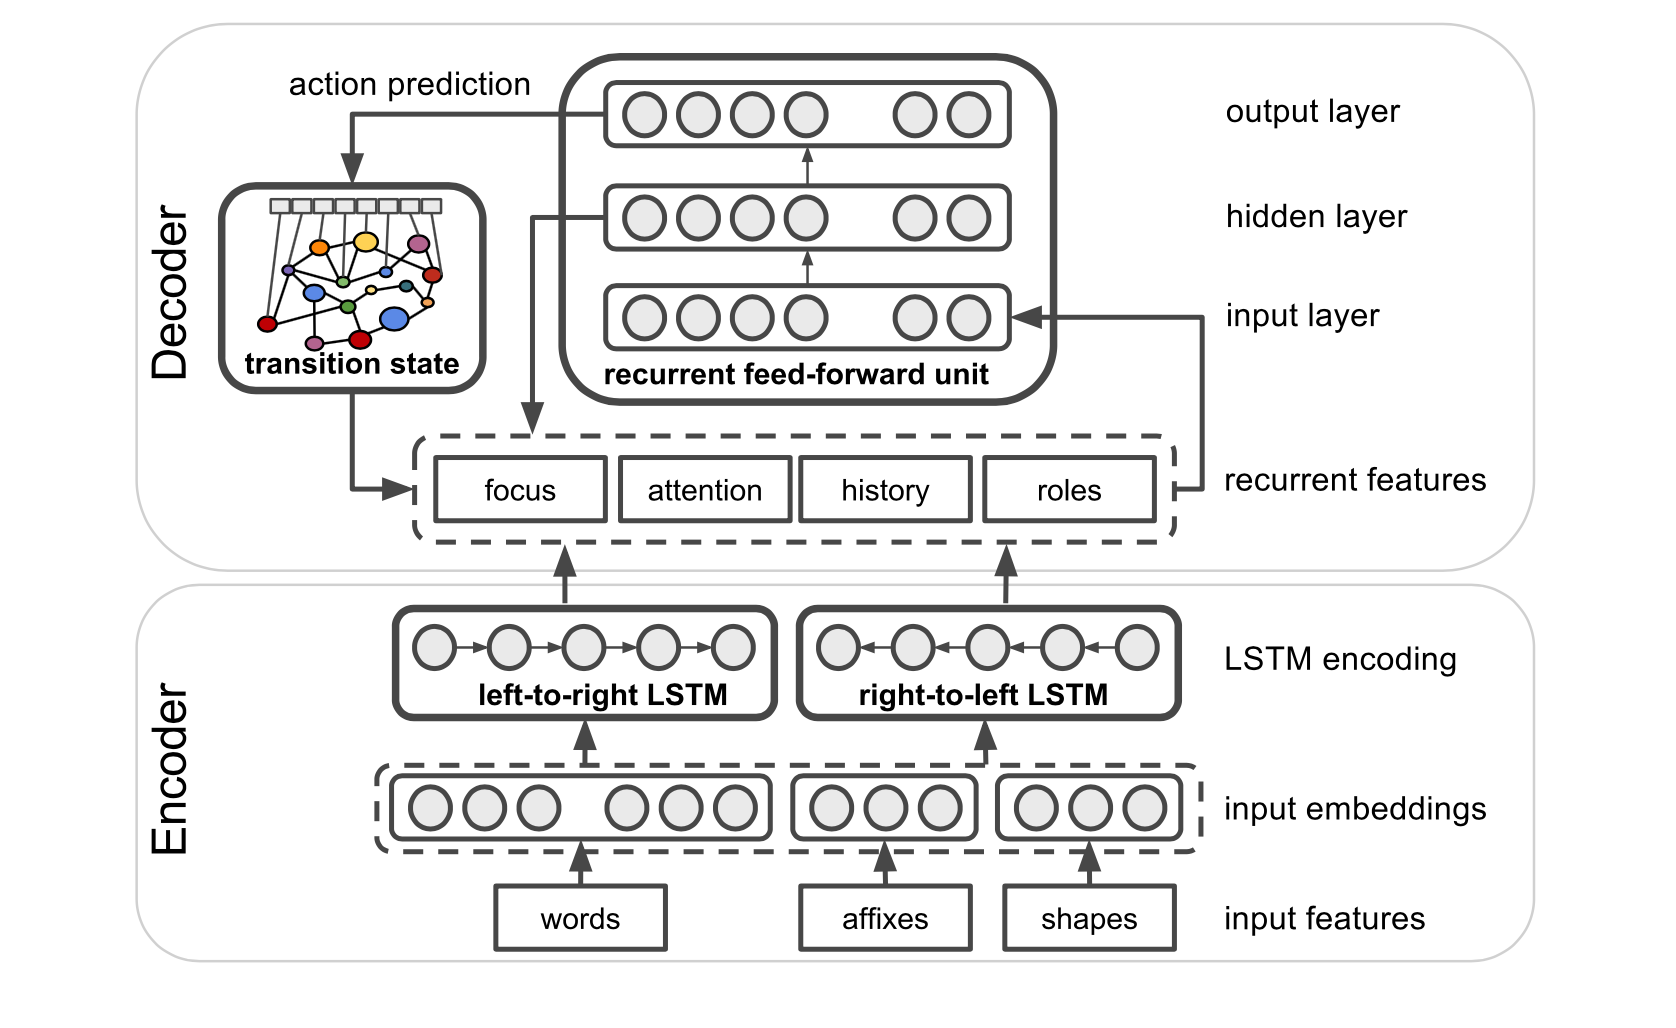 action prediction
output layer
hidden layer
input layer
Decoder
transition state
recurrent feed-forward unit
focus
attention
history
roles
recurrent features
left-to-right LSTM
right-to-left LSTM
LSTM encoding
Encoder
input embeddings
words
affixes
shapes
input features